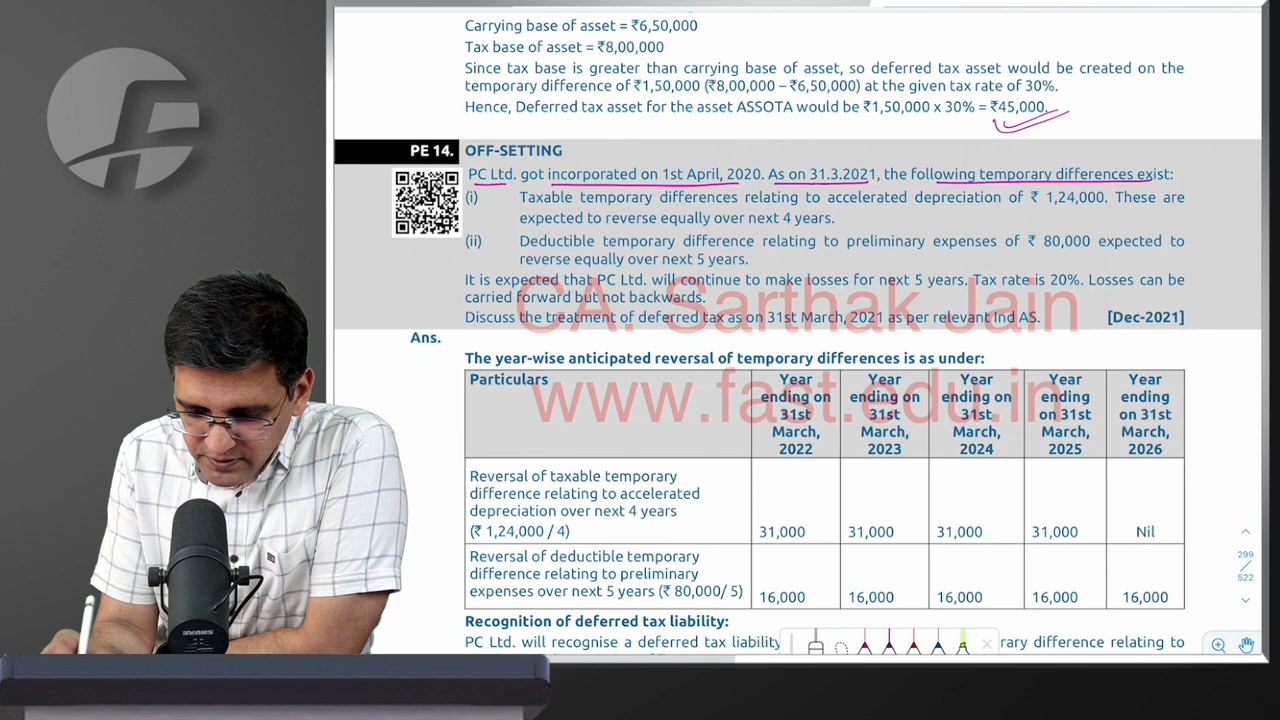 Carrying base of asset = ₹6,50,000
Tax base of asset = ₹8,00,000
Since tax base is greater than carrying base of asset, so deferred tax asset would be created on the
temporary difference of ₹1,50,000 (₹8,00,000 – ₹6,50,000) at the given tax rate of 30%.
Hence, Deferred tax asset for the asset ASSOTA would be ₹1,50,000 x 30% = ₹45,000.
PE 14. OFF-SETTING
PC Ltd. got incorporated on 1st April, 2020. As on 31.3.2021, the following temporary differences exist:
(i) Taxable temporary differences relating to accelerated depreciation of ₹ 1,24,000. These are
expected to reverse equally over next 4 years.
(ii) Deductible temporary difference relating to preliminary expenses of ₹ 80,000 expected to
reverse equally over next 5 years.
It is expected that PC Ltd. will continue to make losses for next 5 years. Tax rate is 20%. Losses can be
carried forward but not backwards.
Discuss the treatment of deferred tax as on 31st March, 2021 as per relevant Ind AS. [Dec-2021]
CA. Sarthak Jain
www.fast.edu.in
Ans.
The year-wise anticipated reversal of temporary differences is as under:
Particulars Year Year Year Year Year
ending on ending on ending on ending ending
31st 31st 31st on 31st on 31st
March, March, March, March, March,
2022 2023 2024 2025 2026
Reversal of taxable temporary
difference relating to accelerated
depreciation over next 4 years
(₹ 1,24,000 / 4) 31,000 31,000 31,000 31,000 Nil
Reversal of deductible temporary
difference relating to preliminary
expenses over next 5 years (₹ 80,000/ 5) 16,000 16,000 16,000 16,000 16,000
Recognition of deferred tax liability:
PC Ltd. will recognise a deferred tax liability rary difference relating to
299
/
522
SHURE